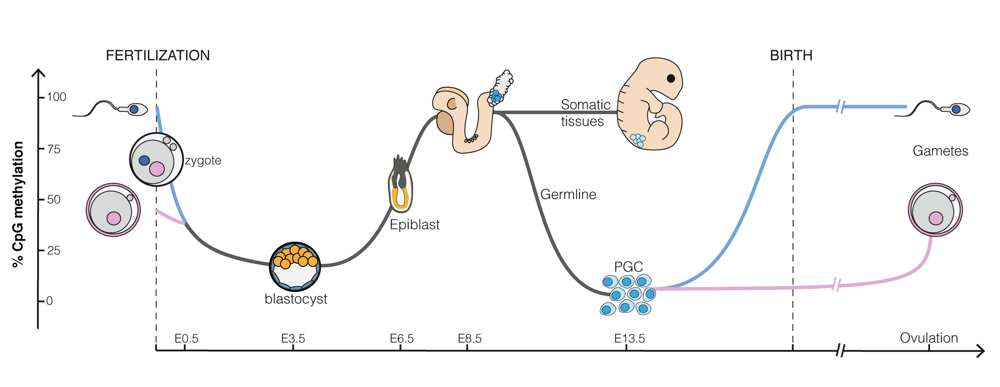 FERTILIZATION
BIRTH
% CpG methylation
100
75
50
25
0
zygote
blastocyst
Epiblast
Somatic
tissues
Germline
PGC
Gametes
E0.5
E3.5
E6.5
E8.5
E13.5
Ovulation